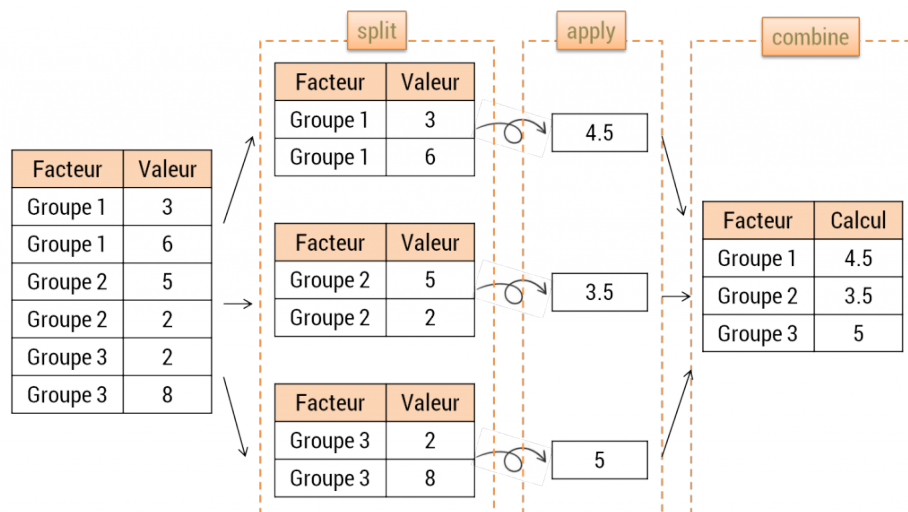 split
apply
combine
Facteur Valeur
Groupe 1 3
Groupe 1 6
Groupe 2 5
Groupe 2 2
Groupe 3 2
Groupe 3 8
Facteur Valeur
Groupe 1 3
Groupe 1 6
Facteur Valeur
Groupe 2 5
Groupe 2 2
Facteur Valeur
Groupe 3 2
Groupe 3 8
4.5
3.5
5
Facteur Calcul
Groupe 1 4.5
Groupe 2 3.5
Groupe 3 5